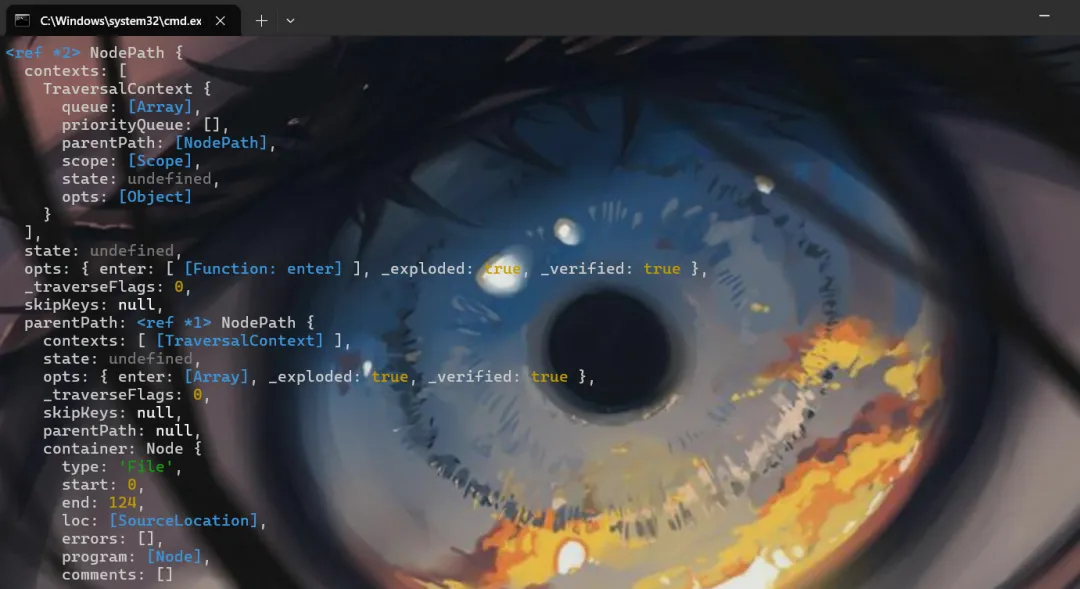 C:\Windows\system32\cmd.ex
<ref *2> NodePath {
  contexts: [
    TraversalContext {
      queue: [Array],
      priorityQueue: [],
      parentPath: [NodePath],
      scope: [Scope],
      state: undefined,
      opts: [Object]
    }
  ],
  state: undefined,
  opts: { enter: [ [Function: enter] ], _exploded: true, _verified: true },
  _traverseFlags: 0,
  skipKeys: null,
  parentPath: <ref *1> NodePath {
    contexts: [ [TraversalContext] ],
    state: undefined,
    opts: { enter: [Array], _exploded: true, _verified: true },
    _traverseFlags: 0,
    skipKeys: null,
    parentPath: null,
    container: Node {
      type: 'File',
      start: 0,
      end: 124,
      loc: [SourceLocation],
      errors: [],
      program: [Node],
      comments: []